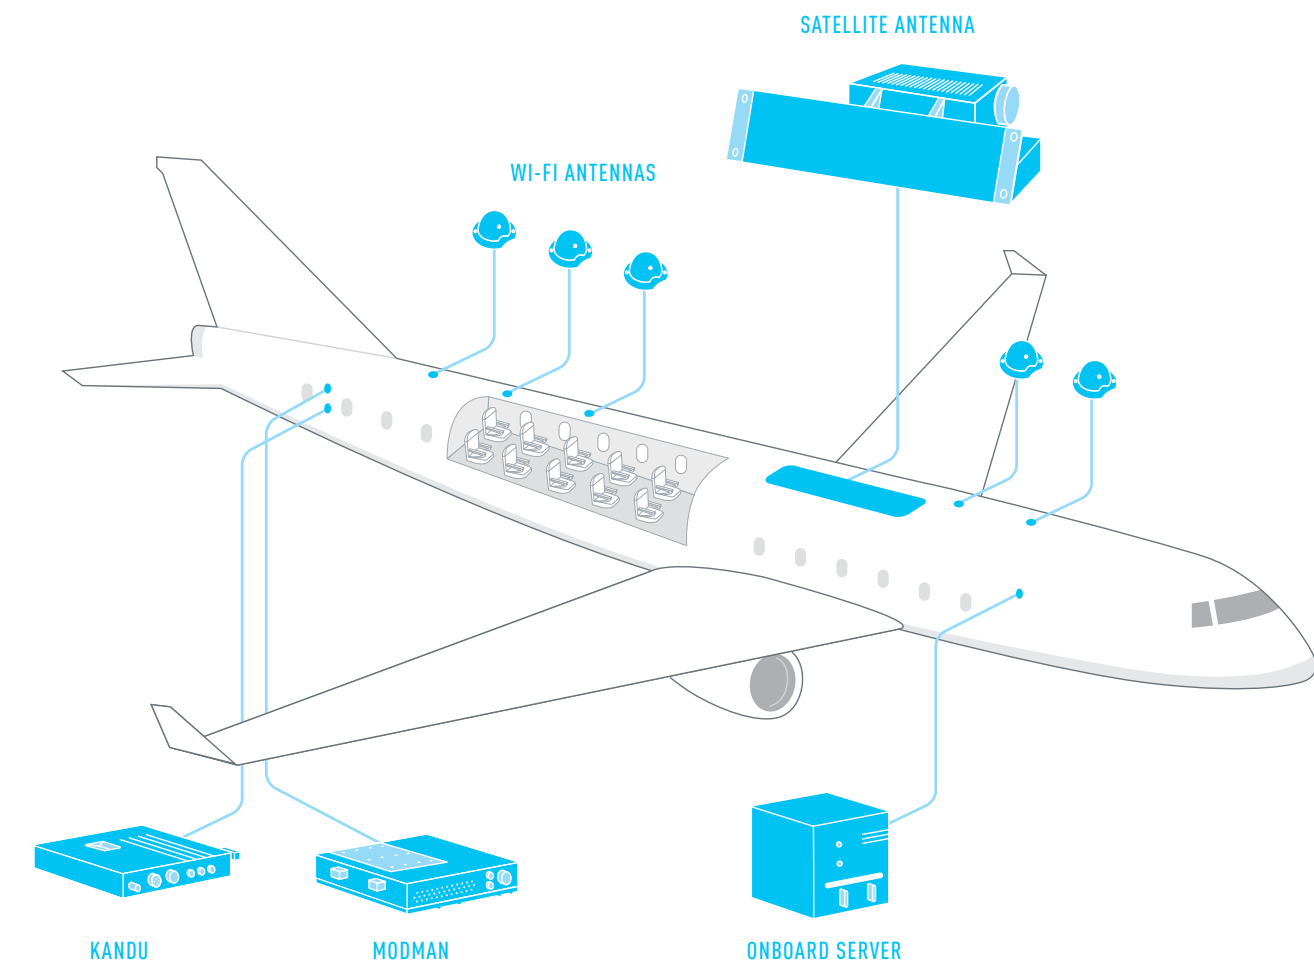 SATELLITE ANTENNA
WI-FI ANTENNAS
KANDU
MODMAN
ONBOARD SERVER